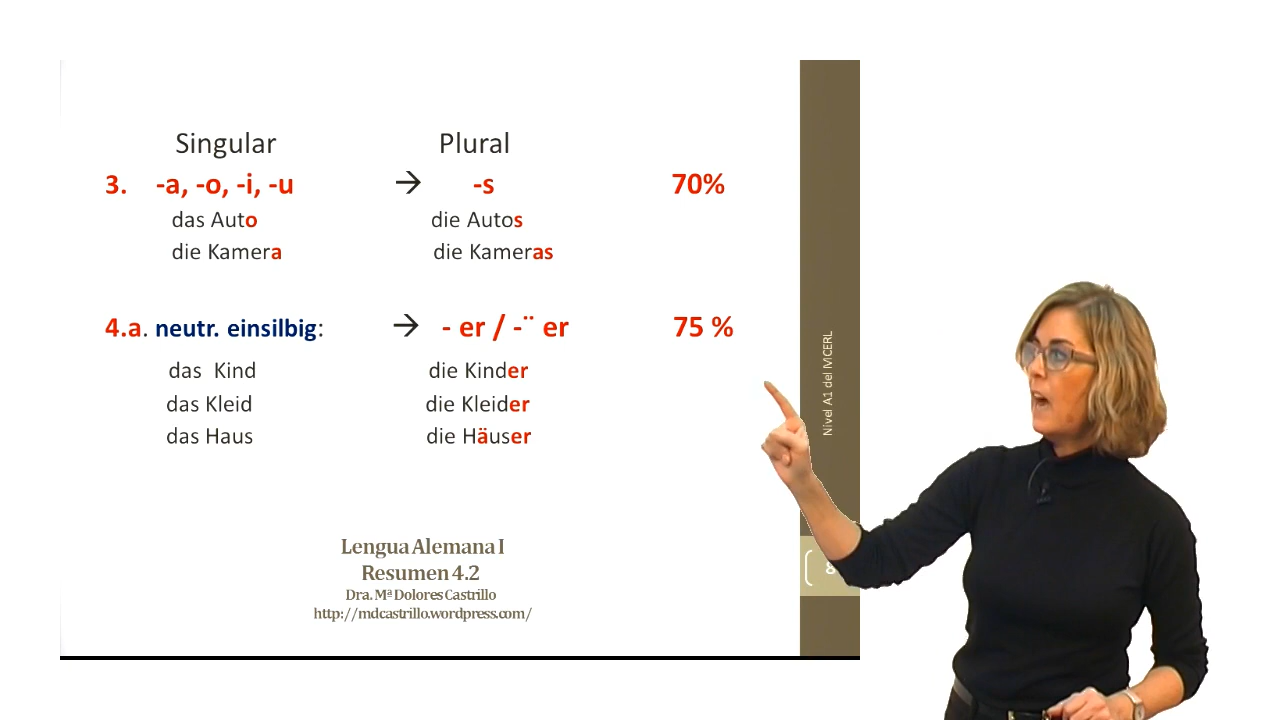 Singular Plural
3. -a, -o, -i, -u → -s 70%
das Auto die Autos
die Kamera die Kameras
4.a. neutr. einsilbig: → - er / -¨ er 75 %
das Kind die Kinder
das Kleid die Kleider
das Haus die Häuser
Nivel A1 del MCERL
Lengua Alemana I
Resumen 4.2
Dra. Mª Dolores Castrillo
http://mdcastrillo.wordpress.com/